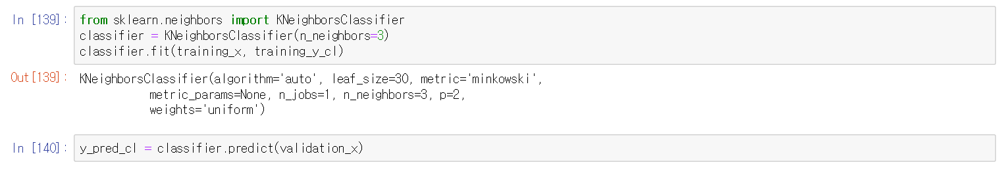 In [139]: from sklearn.neighbors import KNeighborsClassifier
classifier = KNeighborsClassifier(n_neighbors=3)
classifier.fit(training_x, training_y_cl)
Out[139]: KNeighborsClassifier(algorithm='auto', leaf_size=30, metric='minkowski',
metric_params=None, n_jobs=1, n_neighbors=3, p=2,
weights='uniform')
In [140]: y_pred_cl = classifier.predict(validation_x)